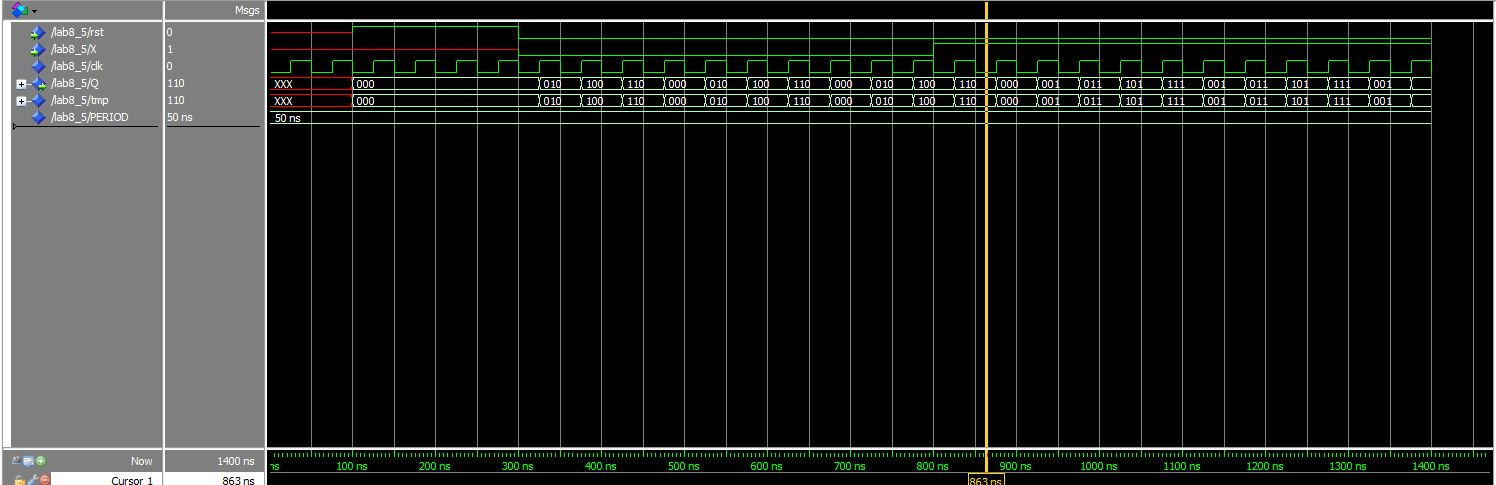 Msgs
/lab8_5/rst 0
/lab8_5/X 1
/lab8_5/clk 0
/lab8_5/Q 110 XXX 000 010 100 110 000 010 100 110 000 010 100 110 000 001 011 101 111 001 011 101 111 001
/lab8_5/tmp 110 XXX 000 010 100 110 000 010 100 110 000 010 100 110 000 001 011 101 111 001 011 101 111 001
/lab8_5/PERIOD 50 ns 50 ns
Now 1400 ns ns 100 ns 200 ns 300 ns 400 ns 500 ns 600 ns 700 ns 800 ns 900 ns 1000 ns 1100 ns 1200 ns 1300 ns 1400 ns
Cursor 1 863 ns 863 ns